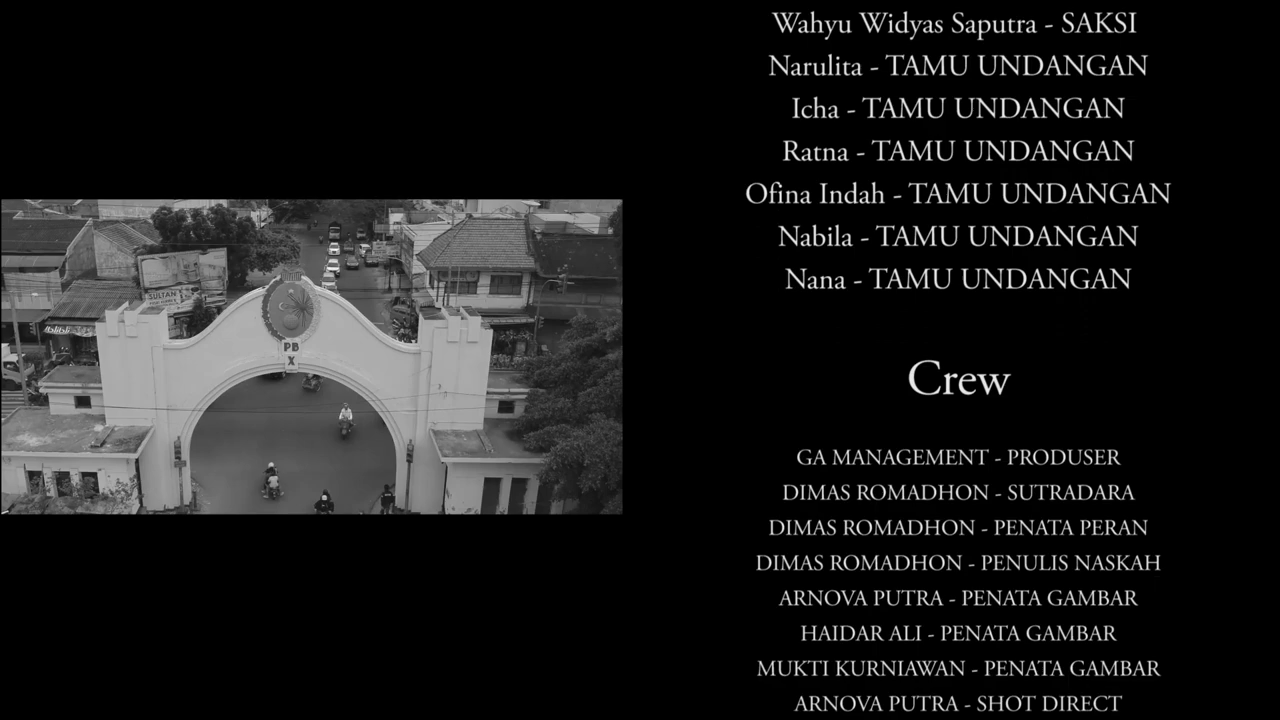 Wahyu Widyas Saputra - SAKSI
Narulita - TAMU UNDANGAN
Icha - TAMU UNDANGAN
Ratna - TAMU UNDANGAN
Ofina Indah - TAMU UNDANGAN
Nabila - TAMU UNDANGAN
Nana - TAMU UNDANGAN
Crew
GA MANAGEMENT - PRODUSER
DIMAS ROMADHON - SUTRADARA
DIMAS ROMADHON - PENATA PERAN
DIMAS ROMADHON - PENULIS NASKAH
ARNOVA PUTRA - PENATA GAMBAR
HAIDAR ALI - PENATA GAMBAR
MUKTI KURNIAWAN - PENATA GAMBAR
ARNOVA PUTRA - SHOT DIRECT
SULTAN
PB
X